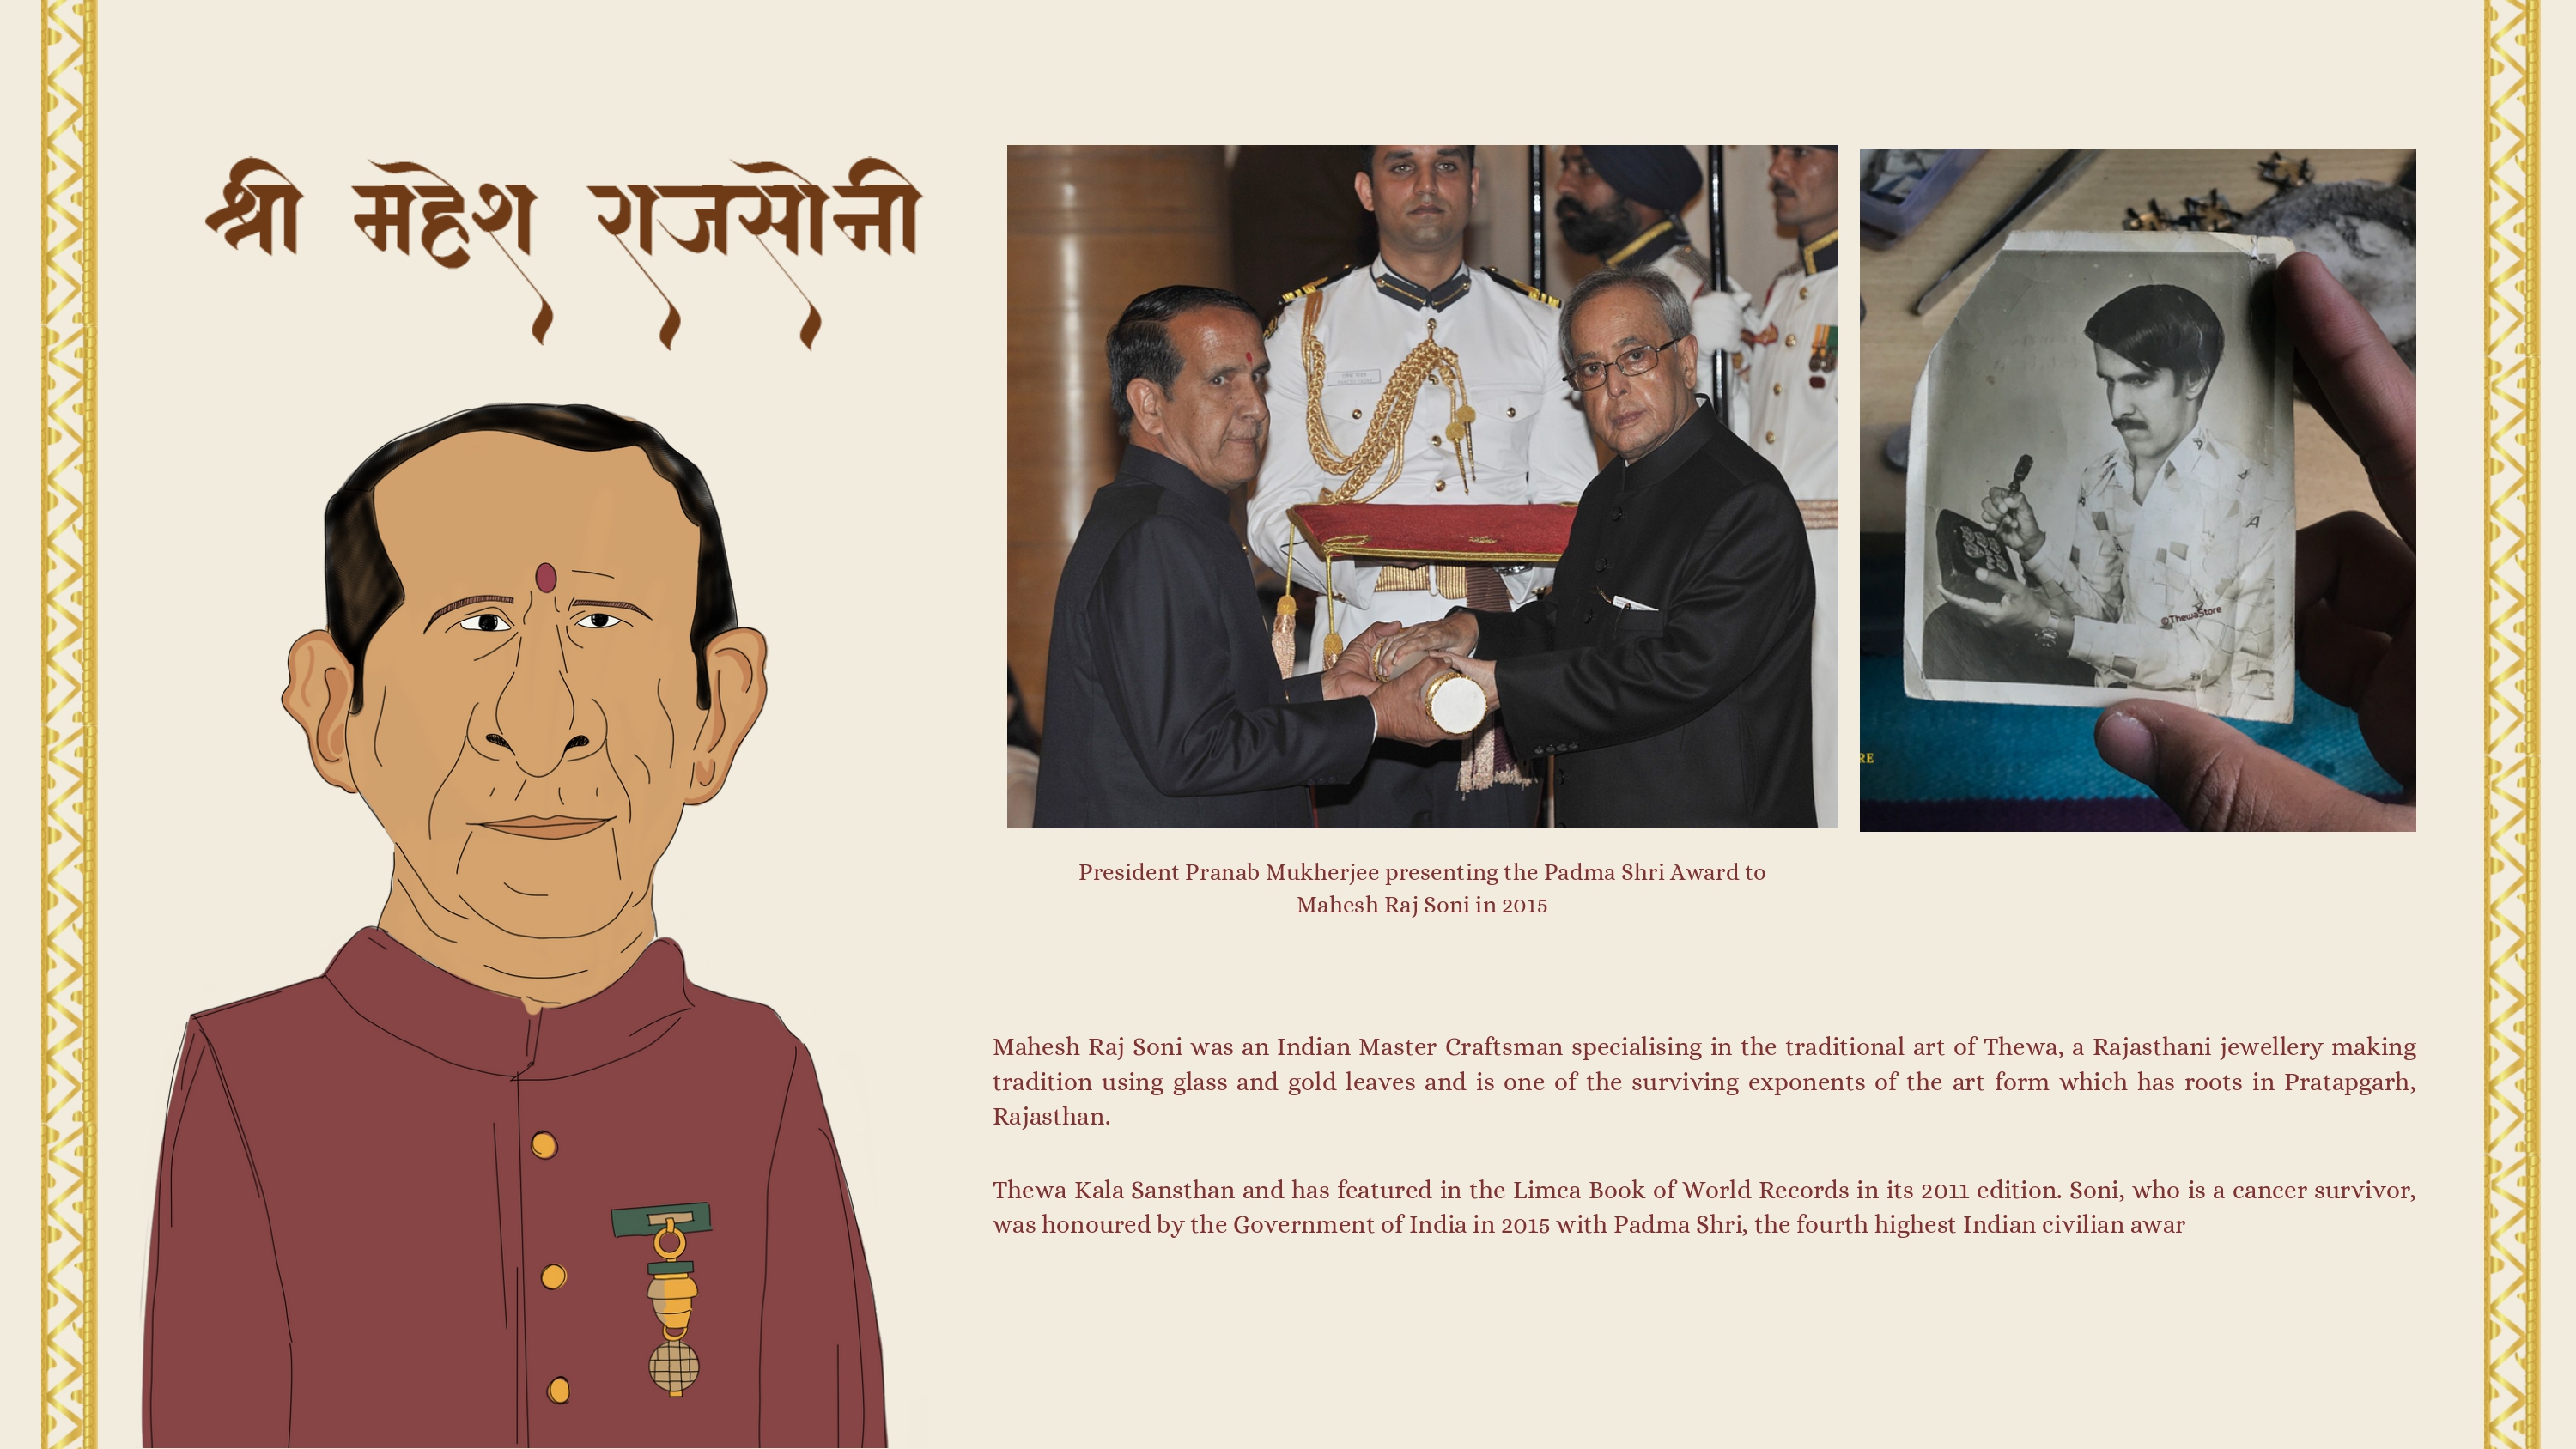 श्री महेश राजसोनी
©ThewaStore
RE
President Pranab Mukherjee presenting the Padma Shri Award to
Mahesh Raj Soni in 2015
Mahesh Raj Soni was an Indian Master Craftsman specialising in the traditional art of Thewa, a Rajasthani jewellery making
tradition using glass and gold leaves and is one of the surviving exponents of the art form which has roots in Pratapgarh,
Rajasthan.
Thewa Kala Sansthan and has featured in the Limca Book of World Records in its 2011 edition. Soni, who is a cancer survivor,
was honoured by the Government of India in 2015 with Padma Shri, the fourth highest Indian civilian awar